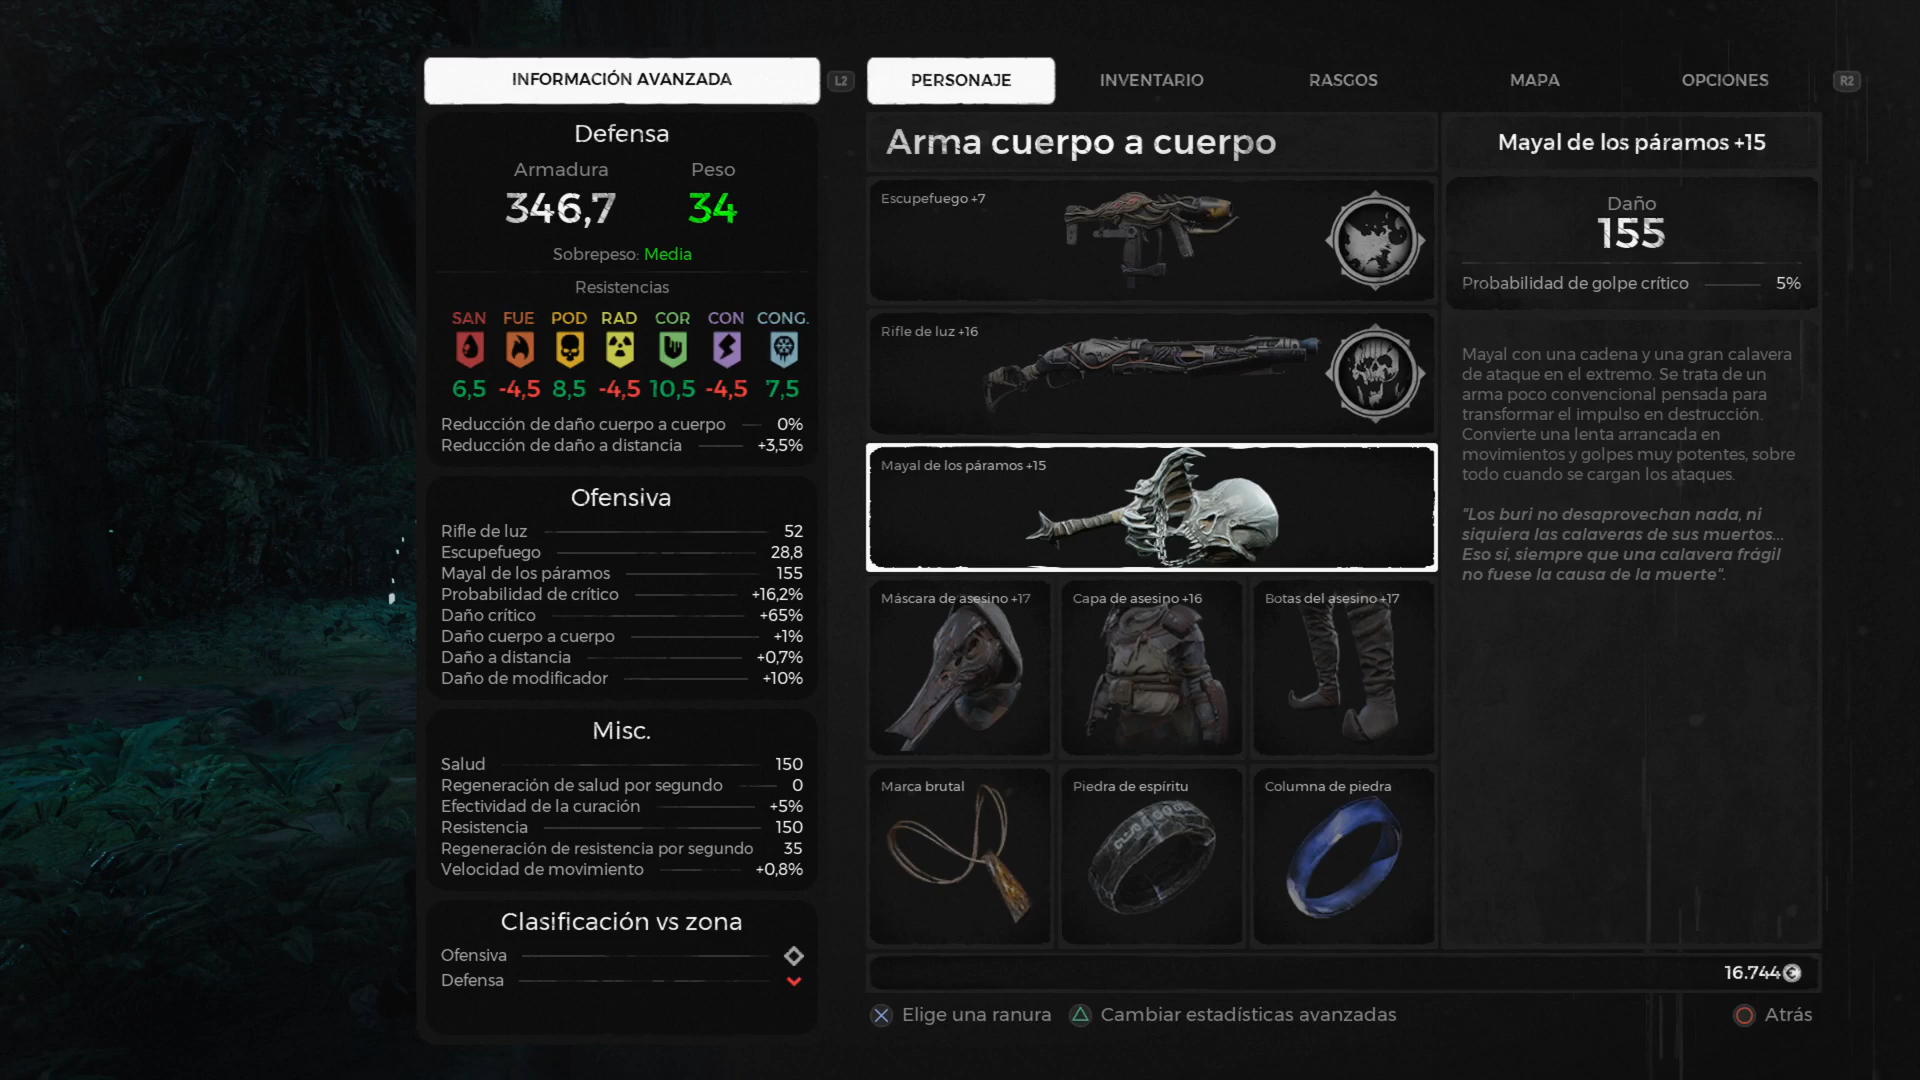 INFORMACIÓN AVANZADA
L2
PERSONAJE
INVENTARIO
RASGOS
MAPA
OPCIONES
R2
Defensa
Armadura
Peso
346,7
34
Sobrepeso: Media
Resistencias
SAN FUE POD RAD COR CON CONG.
6,5 -4,5 8,5 -4,5 10,5 -4,5 7,5
Reducción de daño cuerpo a cuerpo 0%
Reducción de daño a distancia +3,5%
Ofensiva
Rifle de luz 52
Escupefuego 28,8
Mayal de los páramos 155
Probabilidad de crítico +16,2%
Daño crítico +65%
Daño cuerpo a cuerpo +1%
Daño a distancia +0,7%
Daño de modificador +10%
Misc.
Salud 150
Regeneración de salud por segundo 0
Efectividad de la curación +5%
Resistencia 150
Regeneración de resistencia por segundo 35
Velocidad de movimiento +0,8%
Clasificación vs zona
Ofensiva
Defensa
Arma cuerpo a cuerpo
Escupefuego +7
Rifle de luz +16
Mayal de los páramos +15
Máscara de asesino +17
Capa de asesino +16
Botas del asesino +17
Marca brutal
Piedra de espíritu
Columna de piedra
Mayal de los páramos +15
Daño
155
Probabilidad de golpe crítico 5%
Mayal con una cadena y una gran calavera
de ataque en el extremo. Se trata de un
arma poco convencional pensada para
transformar el impulso en destrucción.
Convierte una lenta arrancada en
movimientos y golpes muy potentes, sobre
todo cuando se cargan los ataques.
"Los buri no desaprovechan nada, ni
siquiera las calaveras de sus muertos...
Eso sí, siempre que una calavera frágil
no fuese la causa de la muerte".
16.744
Elige una ranura
Cambiar estadísticas avanzadas
Atrás